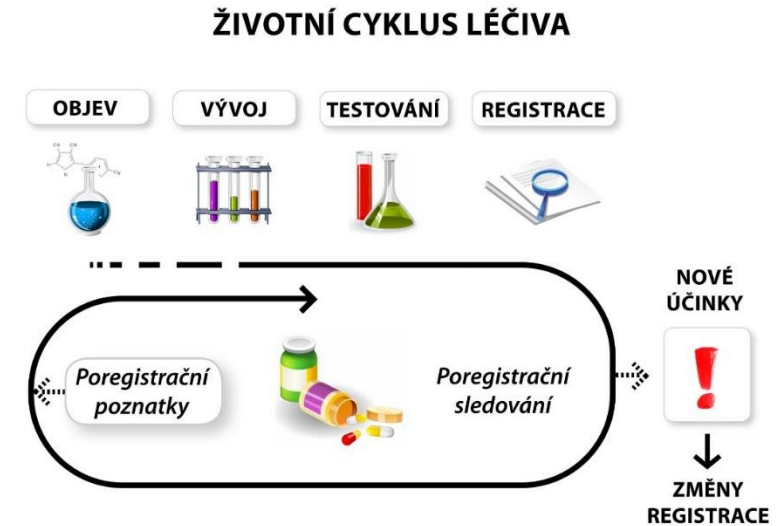 ŽIVOTNÍ CYKLUS LÉČIVA
OBJEV
VÝVOJ
TESTOVÁNÍ
REGISTRACE
NOVÉ
ÚČINKY
Poregistrační
poznatky
Poregistrační
sledování
ZMĚNY
REGISTRACE